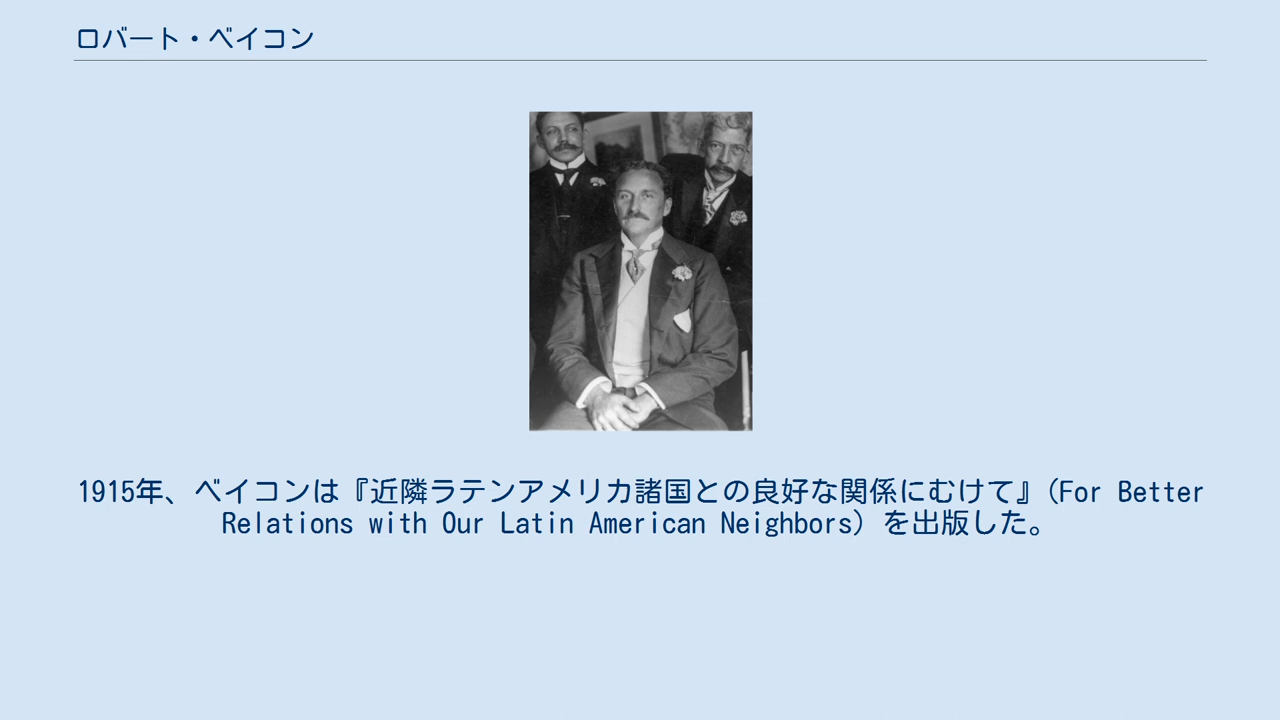 ロバート・ベイコン
1915年、ベイコンは『近隣ラテンアメリカ諸国との良好な関係にむけて』(For Better
Relations with Our Latin American Neighbors) を出版した。